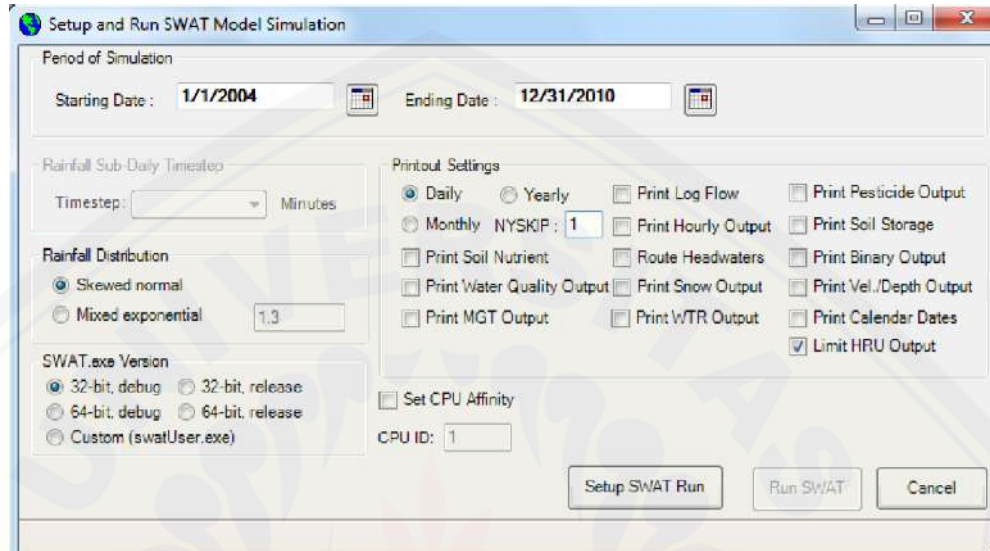 Setup and Run SWAT Model Simulation
Period of Simulation
Starting Date : 1/1/2004 Ending Date : 12/31/2010
Rainfall Sub-Daily Timestep
Timestep: Minutes
Rainfall Distribution
Skewed normal
Mixed exponential 1.3
SWAT.exe Version
32-bit, debug 32-bit, release
64-bit, debug 64-bit, release
Custom (swatUser.exe)
Printout Settings
Daily Yearly Print Log Flow Print Pesticide Output
Monthly NYSKIP : 1 Print Hourly Output Print Soil Storage
Print Soil Nutrient Route Headwaters Print Binary Output
Print Water Quality Output Print Snow Output Print Vel./Depth Output
Print MGT Output Print WTR Output Print Calendar Dates
Limit HRU Output
Set CPU Affinity
CPU ID: 1
Setup SWAT Run Run SWAT Cancel
UNIVERSITAS